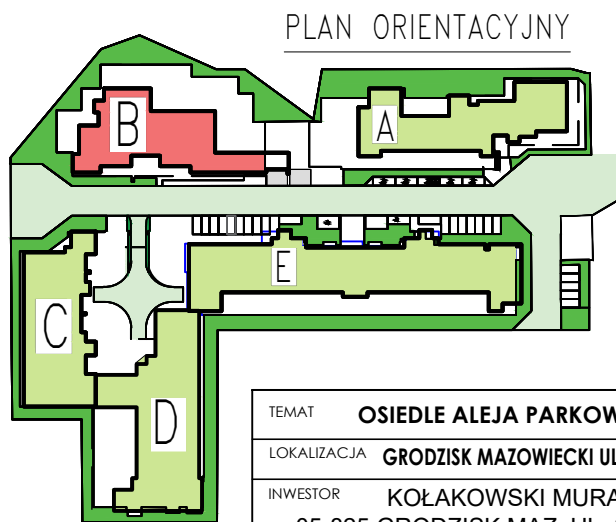 PLAN ORIENTACYJNY
B
A
E
C
D
TEMAT OSIEDLE ALEJA PARKOW
LOKALIZACJA GRODZISK MAZOWIECKI UL
INWESTOR KOŁAKOWSKI MURA